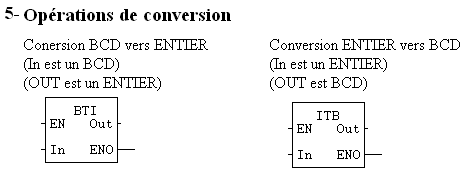 5- Opérations de conversion
Conersion BCD vers ENTIER
(In est un BCD)
(OUT est un ENTIER)
BTI
EN Out
In ENO
Conversion ENTIER vers BCD
(In est un ENTIER)
(OUT est BCD)
ITB
EN Out
In ENO